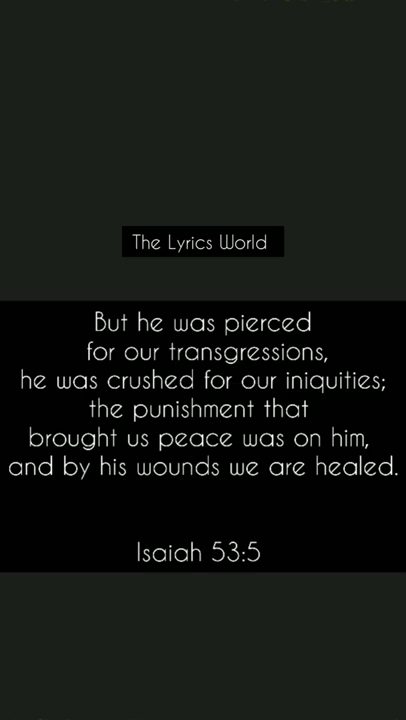 The Lyrics World
But he was pierced
for our transgressions,
he was crushed for our iniquities;
the punishment that
brought us peace was on him,
and by his wounds we are healed.
Isaiah 53:5